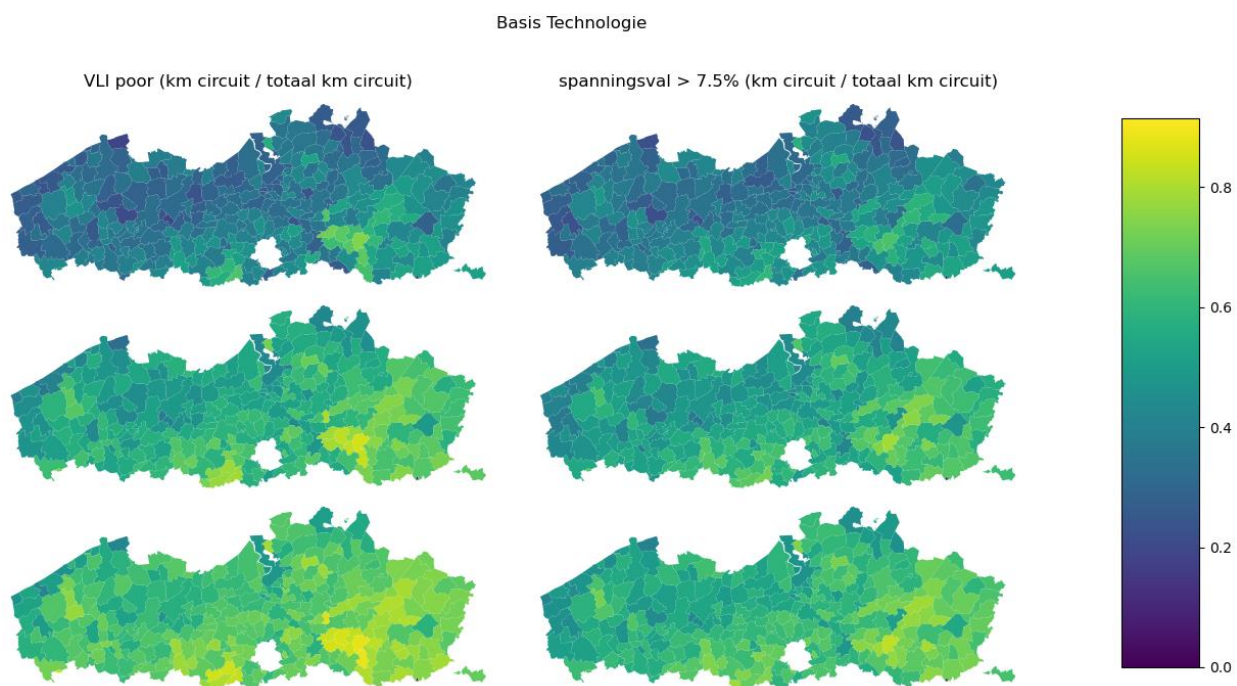 Basis Technologie
VLI poor (km circuit / totaal km circuit)
spanningsval > 7.5% (km circuit / totaal km circuit)
0.8
0.6
0.4
0.2
0.0